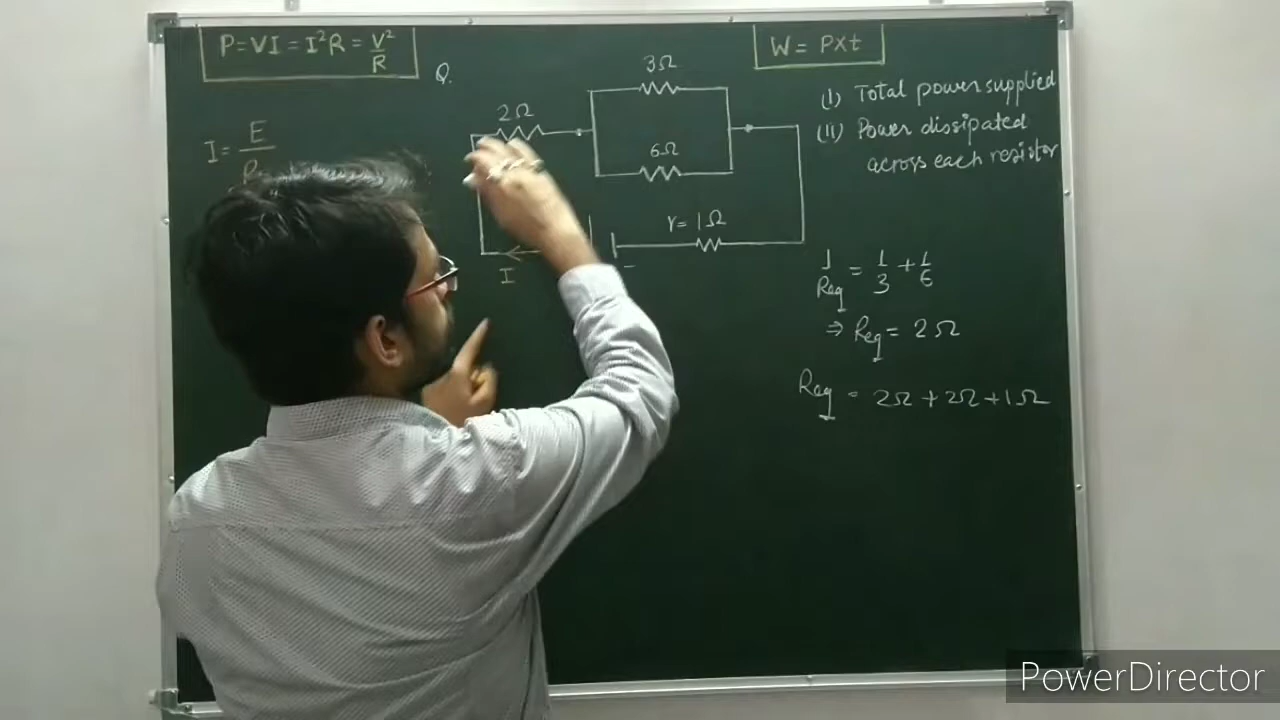 P=VI=I²R=V²/R
W= P×t
Q.
3Ω
2Ω
6Ω
r=1Ω
I
–
I= E/
(I) Total power supplied
(II) Power dissipated
across each resistor
1/Req = 1/3 + 1/6
⇒ Req = 2Ω
Req = 2Ω+2Ω+1Ω
PowerDirector